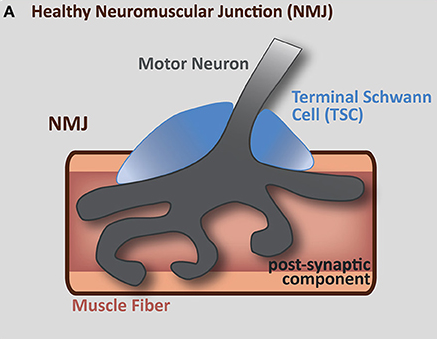 A Healthy Neuromuscular Junction (NMJ)
Motor Neuron
Terminal Schwann
Cell (TSC)
NMJ
post-synaptic
component
Muscle Fiber